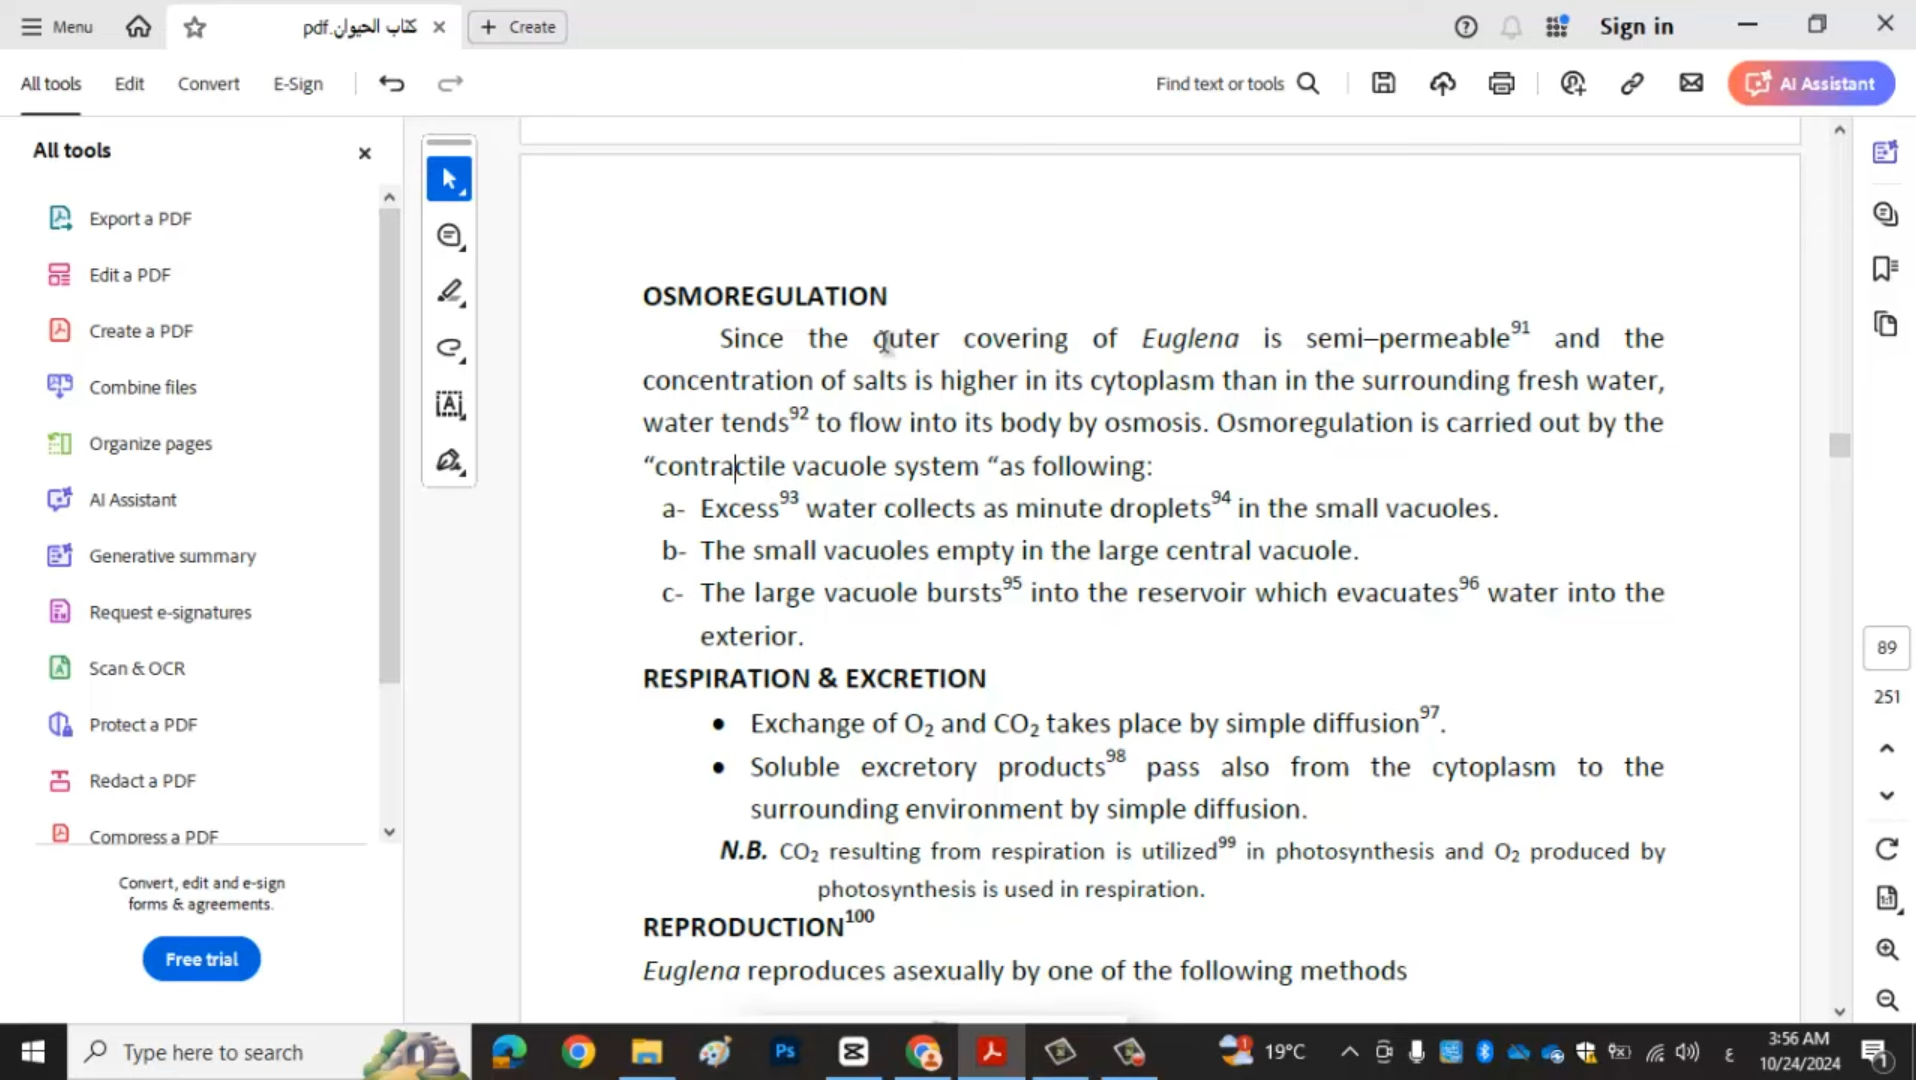 Menu
كتاب الحيوان.pdf
Create
Sign in
All tools
Edit
Convert
E-Sign
Find text or tools
AI Assistant
All tools
Export a PDF
Edit a PDF
Create a PDF
Combine files
Organize pages
AI Assistant
Generative summary
Request e-signatures
Scan & OCR
Protect a PDF
Redact a PDF
Compress a PDF
Convert, edit and e-sign
forms & agreements.
Free trial
OSMOREGULATION
Since the outer covering of Euglena is semi–permeable91 and the
concentration of salts is higher in its cytoplasm than in the surrounding fresh water,
water tends92 to flow into its body by osmosis. Osmoregulation is carried out by the
“contractile vacuole system “as following:
a- Excess93 water collects as minute droplets94 in the small vacuoles.
b- The small vacuoles empty in the large central vacuole.
c- The large vacuole bursts95 into the reservoir which evacuates96 water into the
exterior.
RESPIRATION & EXCRETION
• Exchange of O2 and CO2 takes place by simple diffusion97.
• Soluble excretory products98 pass also from the cytoplasm to the
surrounding environment by simple diffusion.
N.B. CO2 resulting from respiration is utilized99 in photosynthesis and O2 produced by
photosynthesis is used in respiration.
REPRODUCTION100
Euglena reproduces asexually by one of the following methods
89
251
Type here to search
Ps
19°C
ع
3:56 AM
10/24/2024
1